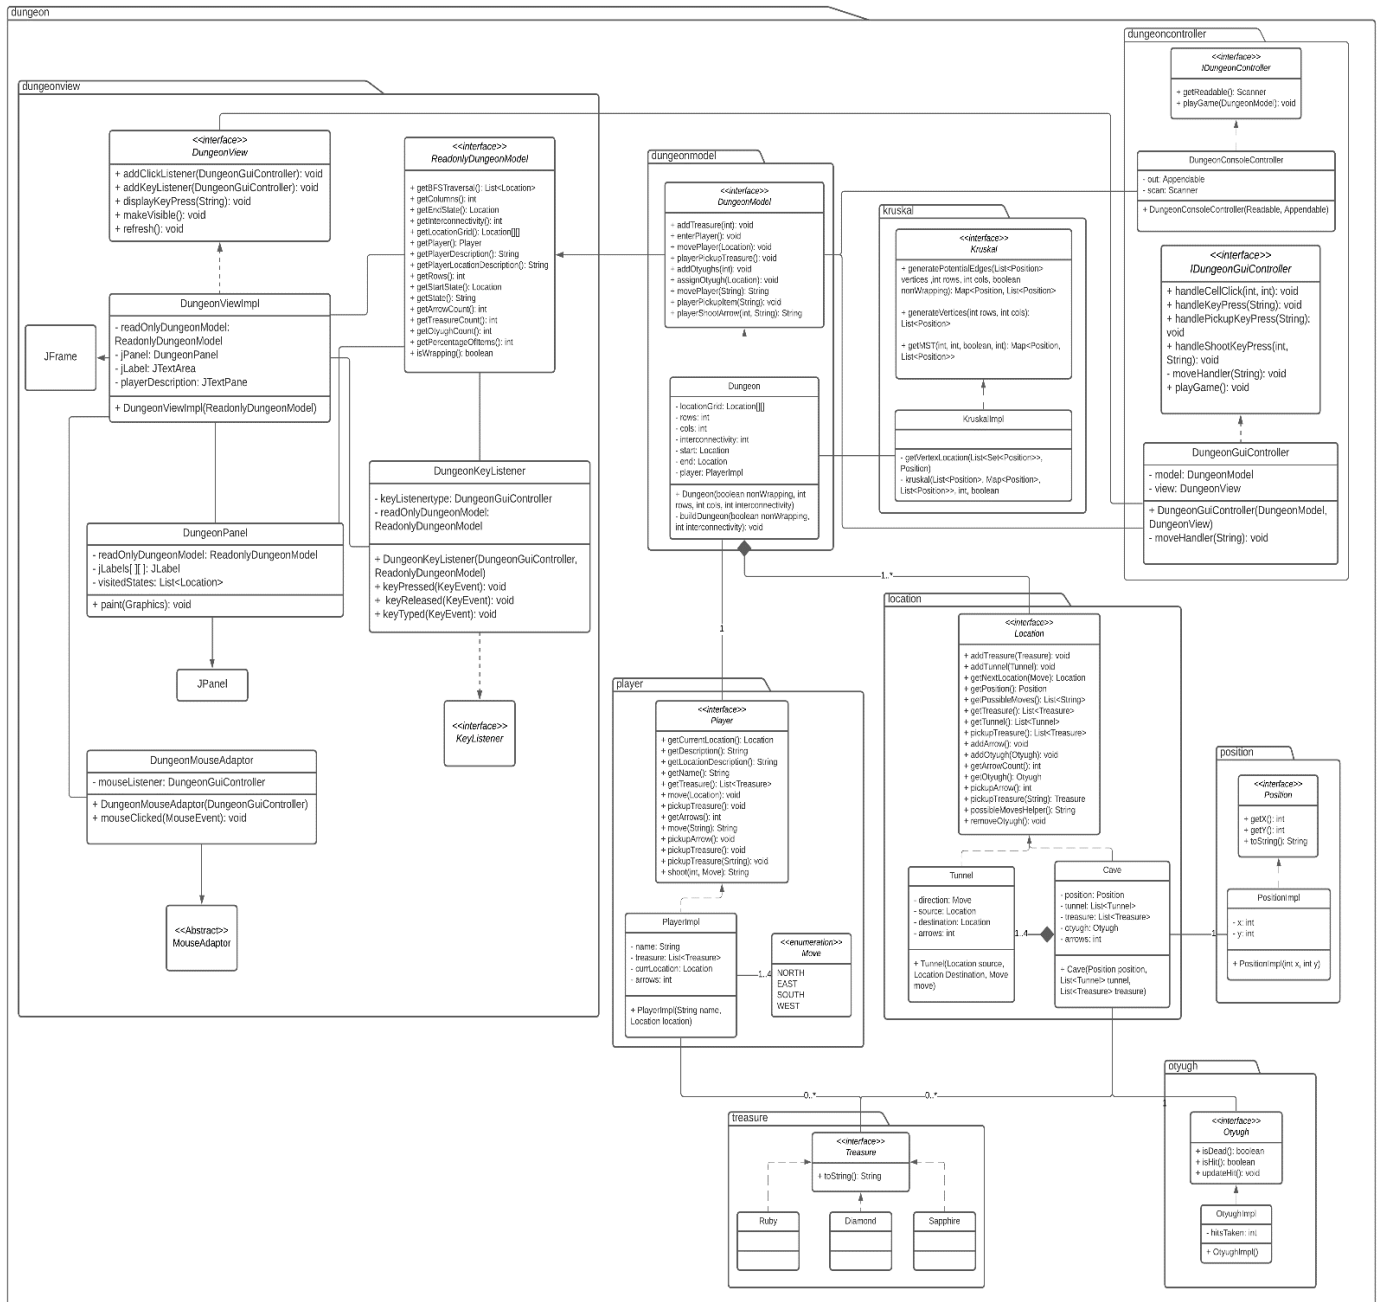 dungeon
dungeonview
<<interface>>
DungeonView
+ addClickListener(DungeonGuiController): void
+ addKeyListener(DungeonGuiController): void
+ displayKeyPress(String): void
+ makeVisible(): void
+ refresh(): void
<<interface>>
ReadonlyDungeonModel
+ getBFSTraversal(): List<Location>
+ getColumns(): int
+ getEndState(): Location
+ getInterconnectivity(): int
+ getLocationGrid(): Location[][]
+ getPlayer(): Player
+ getPlayerDescription(): String
+ getPlayerLocationDescription(): String
+ getRows(): int
+ getStartState(): Location
+ getState(): String
+ getArrowCount(): int
+ getTreasureCount(): int
+ getOtyughCount(): int
+ getPercentageOfItems(): int
+ isWrapping(): boolean
DungeonViewImpl
- readOnlyDungeonModel:
ReadonlyDungeonModel
- jPanel: DungeonPanel
- jLabel: JTextArea
- playerDescription: JTextPane
+ DungeonViewImpl(ReadonlyDungeonModel)
JFrame
DungeonKeyListener
- keyListenertype: DungeonGuiController
- readOnlyDungeonModel:
ReadonlyDungeonModel
+ DungeonKeyListener(DungeonGuiController,
ReadonlyDungeonModel)
+ keyPressed(KeyEvent): void
+ keyReleased(KeyEvent): void
+ keyTyped(KeyEvent): void
DungeonPanel
- readOnlyDungeonModel: ReadonlyDungeonModel
- jLabels[ ][ ]: JLabel
- visitedStates: List<Location>
+ paint(Graphics): void
JPanel
<<interface>>
KeyListener
DungeonMouseAdaptor
- mouseListener: DungeonGuiController
+ DungeonMouseAdaptor(DungeonGuiController)
+ mouseClicked(MouseEvent): void
<<Abstract>>
MouseAdaptor
dungeonmodel
<<interface>>
DungeonModel
+ addTreasure(int): void
+ enterPlayer(): void
+ movePlayer(Location): void
+ playerPickupTreasure(): void
+ addOtyughs(int): void
+ assignOtyugh(Location): void
+ movePlayer(String): String
+ playerPickupItem(String): void
+ playerShootArrow(int, String): String
Dungeon
- locationGrid: Location[][]
- rows: int
- cols: int
- interconnectivity: int
- start: Location
- end: Location
- player: PlayerImpl
+ Dungeon(boolean nonWrapping, int
rows, int cols, int interconnectivity)
- buildDungeon(boolean nonWrapping,
int interconnectivity): void
kruskal
<<interface>>
Kruskal
+ generatePotentialEdges(List<Position>
vertices ,int rows, int cols, boolean
nonWrapping): Map<Position, List<Position>
+ generateVertices(int rows, int cols):
List<Position>
+ getMST(int, int, boolean, int): Map<Position,
List<Position>>
KruskalImpl
- getVertexLocation(List<Set<Position>>,
Position)
- kruskal(List<Position>, Map<Position>,
List<Position>>, int, boolean
dungeoncontroller
<<interface>>
IDungeonController
+ getReadable(): Scanner
+ playGame(DungeonModel): void
DungeonConsoleController
- out: Appendable
- scan: Scanner
+ DungeonConsoleController(Readable, Appendable)
<<interface>>
IDungeonGuiController
+ handleCellClick(int, int): void
+ handleKeyPress(String): void
+ handlePickupKeyPress(String):
void
+ handleShootKeyPress(int,
String): void
- moveHandler(String): void
+ playGame(): void
DungeonGuiController
- model: DungeonModel
- view: DungeonView
+ DungeonGuiController(DungeonModel,
DungeonView)
- moveHandler(String): void
1..*
1
player
<<interface>>
Player
+ getCurrentLocation(): Location
+ getDescription(): String
+ getLocationDescription(): String
+ getName(): String
+ getTreasure(): List<Treasure>
+ move(Location): void
+ pickupTreasure(): void
+ getArrows(): int
+ move(String): String
+ pickupArrow(): void
+ pickupTreasure(): void
+ pickupTreasure(Srtring): void
+ shoot(int, Move): String
PlayerImpl
- name: String
- treasure: List<Treasure>
- currLocation: Location
- arrows: int
+ PlayerImpl(String name,
Location location)
1..4
<<enumeration>>
Move
NORTH
EAST
SOUTH
WEST
location
<<interface>>
Location
+ addTreasure(Treasure): void
+ addTunnel(Tunnel): void
+ getNextLocation(Move): Location
+ getPosition(): Position
+ getPossibleMoves(): List<String>
+ getTreasure(): List<Treasure>
+ getTunnel(): List<Tunnel>
+ pickupTreasure(): List<Treasure>
+ addArrow(): void
+ addOtyugh(Otyugh): void
+ getArrowCount(): int
+ getOtyugh(): Otyugh
+ pickupArrow(): int
+ pickupTreasure(String): Treasure
+ possibleMovesHelper(): String
+ removeOtyugh(): void
Tunnel
- direction: Move
- source: Location
- destination: Location
- arrows: int
+ Tunnel(Location source,
Location Destination, Move
move)
1..4
Cave
- position: Position
- tunnel: List<Tunnel>
- treasure: List<Treasure>
- otyugh: Otyugh
- arrows: int
+ Cave(Position position,
List<Tunnel> tunnel,
List<Treasure> treasure)
1
position
<<interface>>
Position
+ getX(): int
+ getY(): int
+ toString(): String
PositionImpl
- x: int
- y: int
+ PositionImpl(int x, int y)
0..*
0..*
1
treasure
<<interface>>
Treasure
+ toString(): String
Ruby
Diamond
Sapphire
otyugh
<<interface>>
Otyugh
+ isDead(): boolean
+ isHit(): boolean
+ updateHit(): void
OtyughImpl
- hitsTaken: int
+ OtyughImpl()